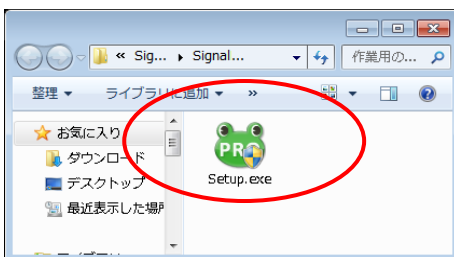 « Sig... ▸ Signal...
作業用の...
整理 ▼ ライブラリに追加 ▼ »
お気に入り
ダウンロード
デスクトップ
最近表示した場所
PRO
Setup.exe